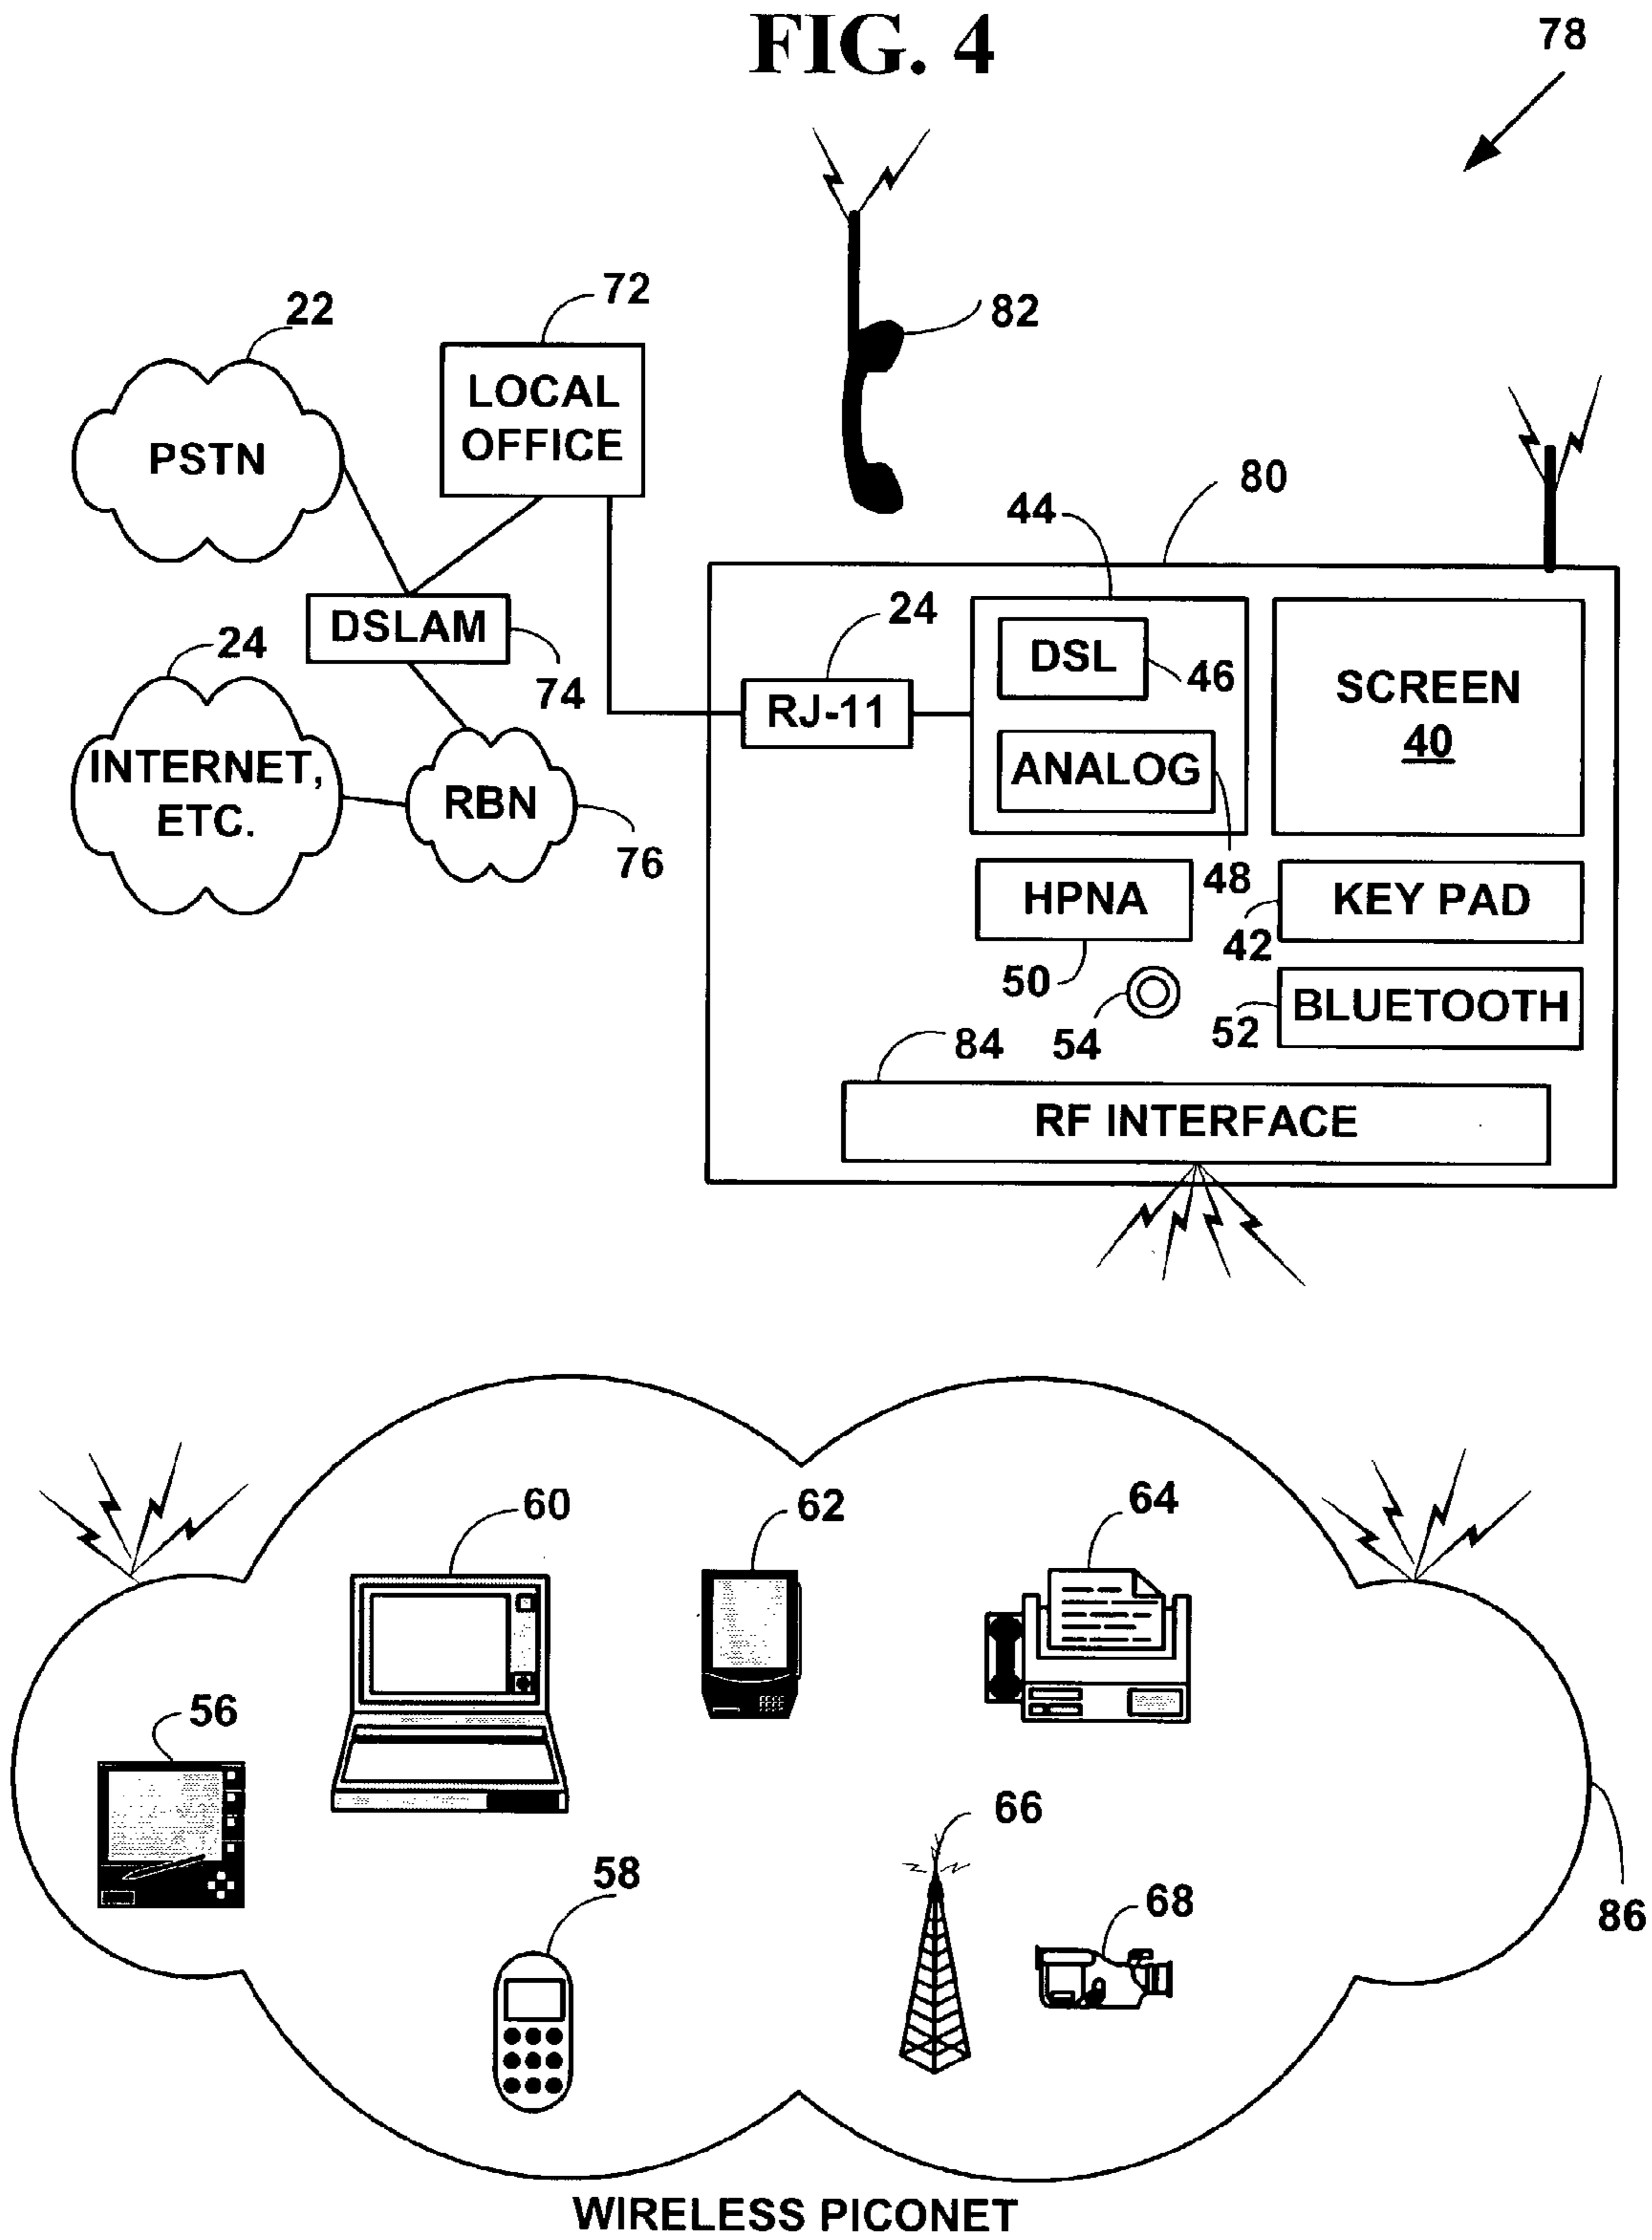 FIG. 4
78
72
22
82
LOCAL
OFFICE
PSTN
80
44
24
DSLAM
24
DSL
46
74
RJ-11
SCREEN
40
INTERNET,
ETC.
RBN
ANALOG
76
48
HPNA
KEY PAD
42
50
54
52
BLUETOOTH
84
RF INTERFACE
60
62
64
56
66
58
68
86
WIRELESS PICONET